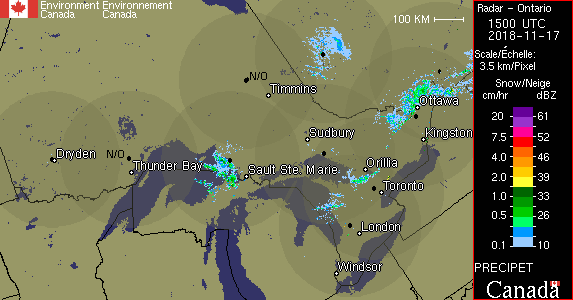 Environment Environnement
Canada Canada
100 KM
N/O
Timmins
Ottawa
Sudbury
Kingston
Dryden
N/O
Thunder Bay
Sault Ste. Marie
Orillia
Toronto
London
Windsor
Radar - Ontario
1500 UTC
2018-11-17
Scale/Échelle:
3.5 km/Pixel
Snow/Neige
cm/hr dBZ
20 61
7.5 52
4.0 46
2.0 39
1.0 33
0.5 26
0.1 10
PRECIPET
Canada